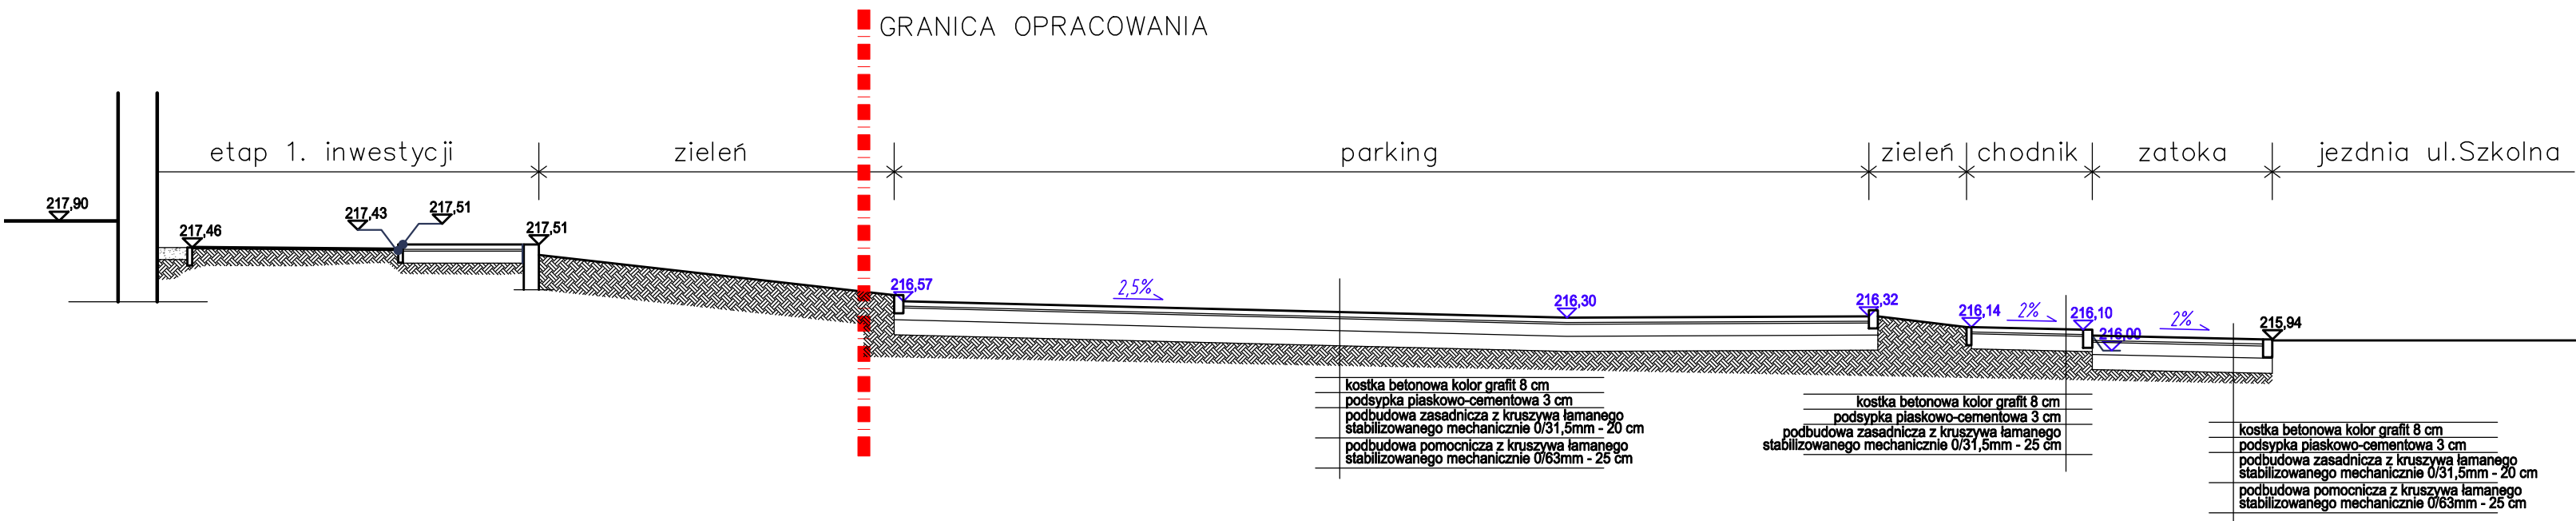 GRANICA OPRACOWANIA
etap 1. inwestycji
zieleń
parking
zieleń
chodnik
zatoka
jezdnia ul.Szkolna
217,90
217,46
217,43
217,51
217,51
216,57
2,5%
216,30
216,32
216,14
2%
216,10
216,00
2%
215,94
kostka betonowa kolor grafit 8 cm
podsypka piaskowo-cementowa 3 cm
podbudowa zasadnicza z kruszywa łamanego
stabilizowanego mechanicznie 0/31,5mm - 20 cm
podbudowa pomocnicza z kruszywa łamanego
stabilizowanego mechanicznie 0/63mm - 25 cm
kostka betonowa kolor grafit 8 cm
podsypka piaskowo-cementowa 3 cm
podbudowa zasadnicza z kruszywa łamanego
stabilizowanego mechanicznie 0/31,5mm - 25 cm
kostka betonowa kolor grafit 8 cm
podsypka piaskowo-cementowa 3 cm
podbudowa zasadnicza z kruszywa łamanego
stabilizowanego mechanicznie 0/31,5mm - 20 cm
podbudowa pomocnicza z kruszywa łamanego
stabilizowanego mechanicznie 0/63mm - 25 cm